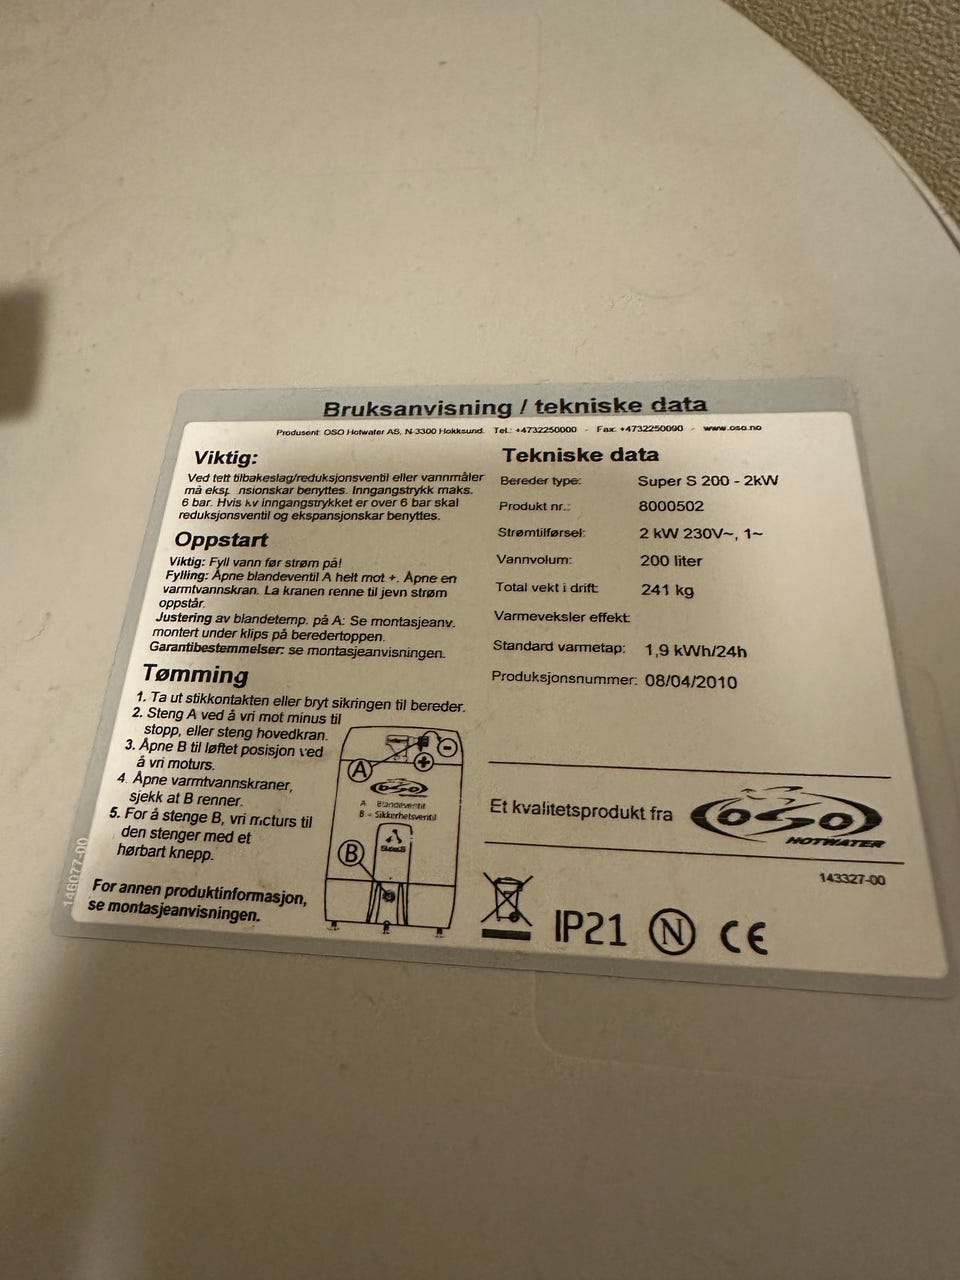 Bruksanvisning / tekniske data
Produsent: OSO Hotwater AS, N-3300 Hokksund. Tel.: +4732250000 - Fax: +4732250090 - www.oso.no
Viktig:
Ved tett tilbakeslag/reduksjonsventil eller vannmåler
må eksp nsionskar benyttes. Inngangstrykk maks.
6 bar. Hvis kv inngangstrykket er over 6 bar skal
reduksjonsventil og ekspansjonskar benyttes.
Oppstart
Viktig: Fyll vann før strøm på!
Fylling: Åpne blandeventil A helt mot +. Åpne en
varmtvannskran. La kranen renne til jevn strøm
oppstår.
Justering av blandetemp. på A: Se montasjeanv.
montert under klips på beredertoppen.
Garantibestemmelser: se montasjeanvisningen.
Tømming
1. Ta ut stikkontakten eller bryt sikringen til bereder.
2. Steng A ved å vri mot minus til
stopp, eller steng hovedkran.
3. Åpne B til løftet posisjon ved
å vri moturs.
4. Åpne varmtvannskraner,
sjekk at B renner.
5. For å stenge B, vri moturs til
den stenger med et
hørbart knepp.
For annen produktinformasjon,
se montasjeanvisningen.
146077-00
A
B
A Blandeventil
B - Sikkerhetsventil
OSO
Tekniske data
Bereder type: Super S 200 - 2kW
Produkt nr.: 8000502
Strømtilførsel: 2 kW 230V~, 1~
Vannvolum: 200 liter
Total vekt i drift: 241 kg
Varmeveksler effekt:
Standard varmetap: 1,9 kWh/24h
Produksjonsnummer: 08/04/2010
Et kvalitetsprodukt fra
OSO
HOTWATER
143327-00
IP21 N CE